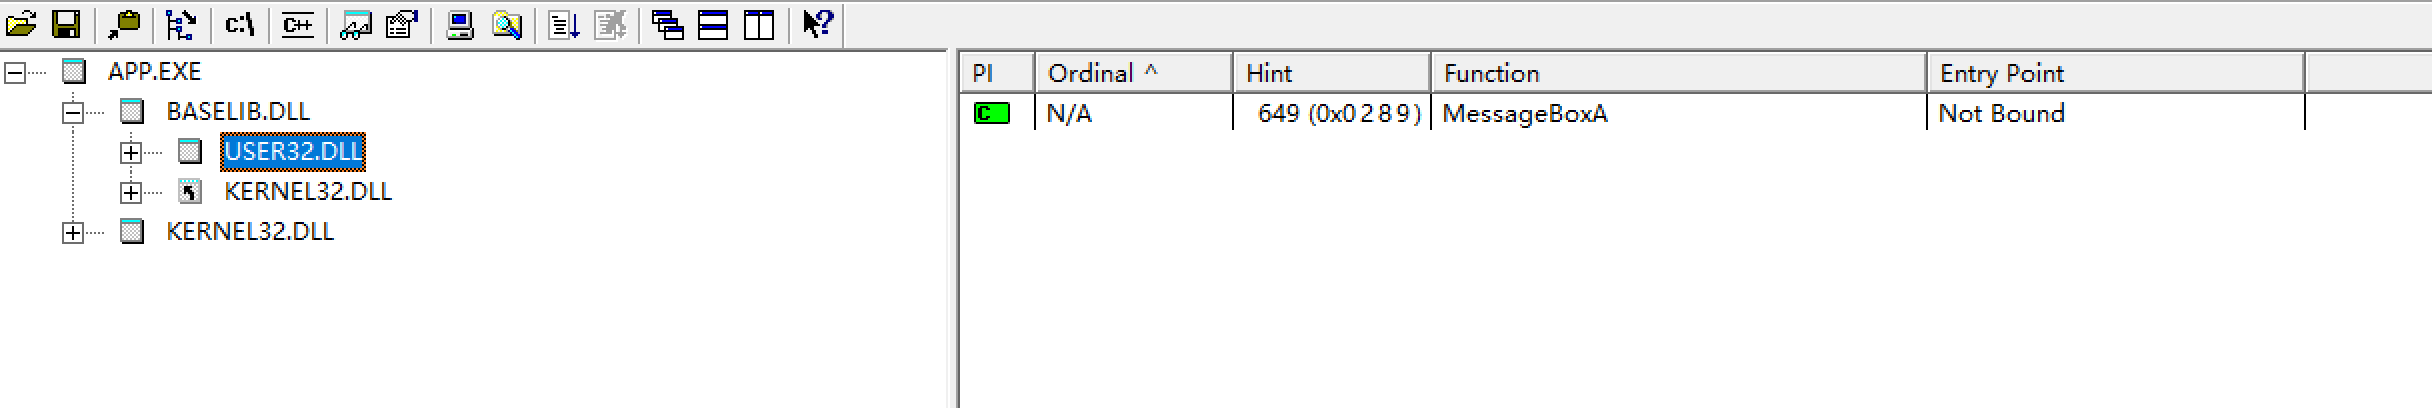 c:\ C++
APP.EXE
BASELIB.DLL
USER32.DLL
KERNEL32.DLL
KERNEL32.DLL
PI Ordinal ^ Hint Function Entry Point
C N/A 649 (0x0289) MessageBoxA Not Bound